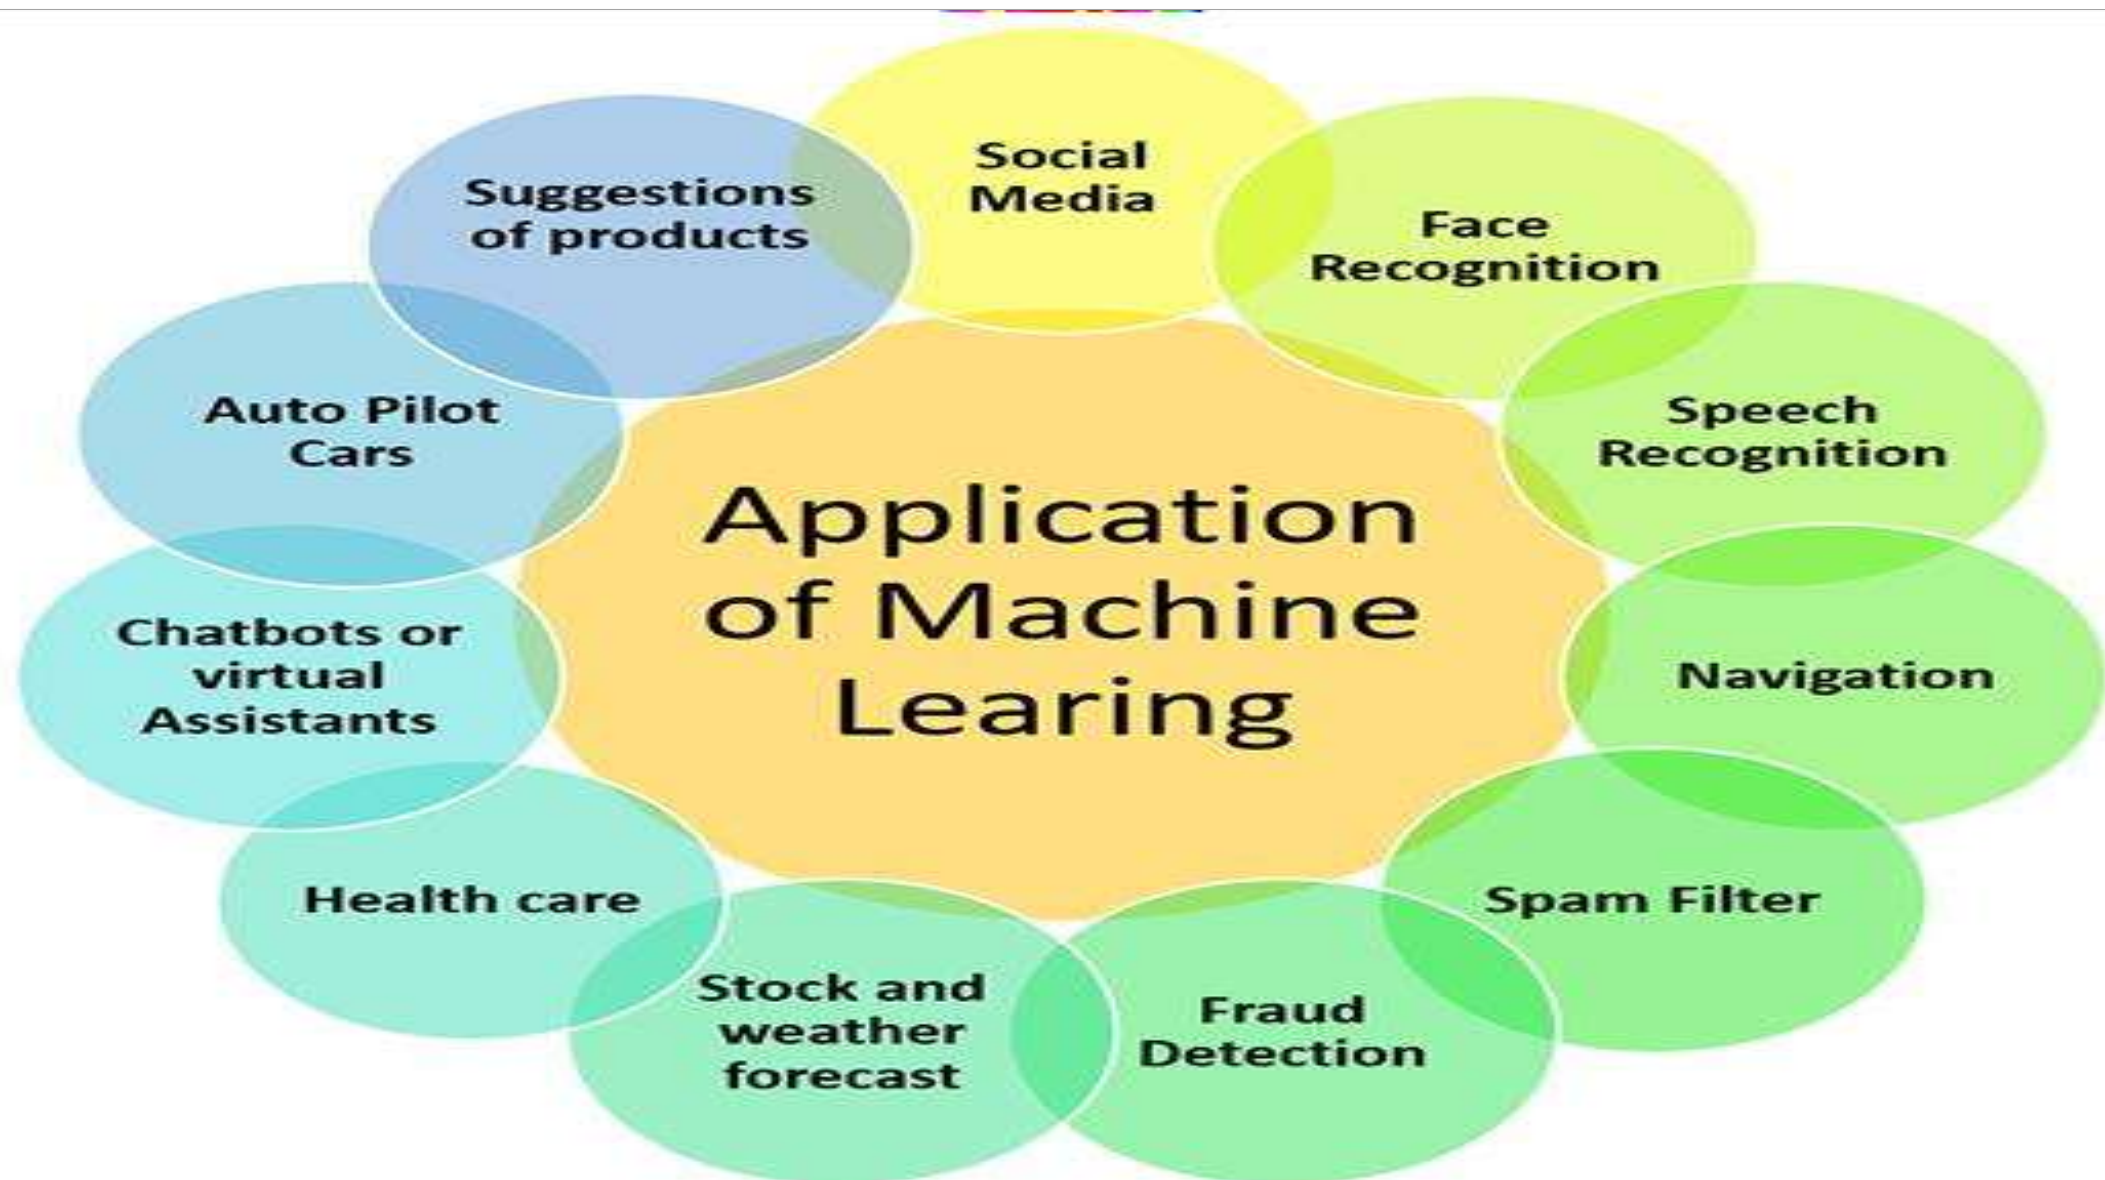 Application
of Machine
Learing
Social
Media
Face
Recognition
Speech
Recognition
Navigation
Spam Filter
Fraud
Detection
Stock and
weather
forecast
Health care
Chatbots or
virtual
Assistants
Auto Pilot
Cars
Suggestions
of products